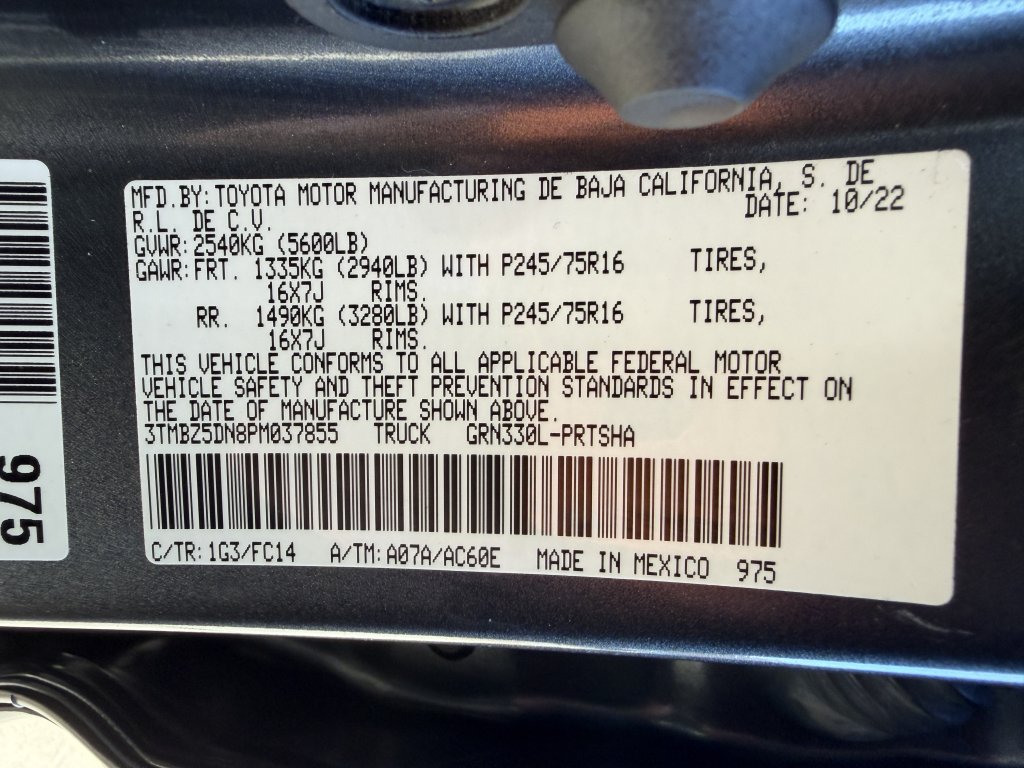 MFD.BY: TOYOTA MOTOR MANUFACTURING DE BAJA CALIFORNIA, S. DE
R.L. DE C.V. DATE: 10/22
GVWR: 2540KG (5600LB)
GAWR: FRT. 1335KG (2940LB) WITH P245/75R16 TIRES,
16X7J RIMS.
RR. 1490KG (3280LB) WITH P245/75R16 TIRES,
16X7J RIMS.
THIS VEHICLE CONFORMS TO ALL APPLICABLE FEDERAL MOTOR
VEHICLE SAFETY AND THEFT PREVENTION STANDARDS IN EFFECT ON
THE DATE OF MANUFACTURE SHOWN ABOVE.
3TMBZ5DN8PM037855 TRUCK GRN330L-PRTSHA
C/TR: 1G3/FC14 A/TM: A07A/AC60E MADE IN MEXICO 975
975